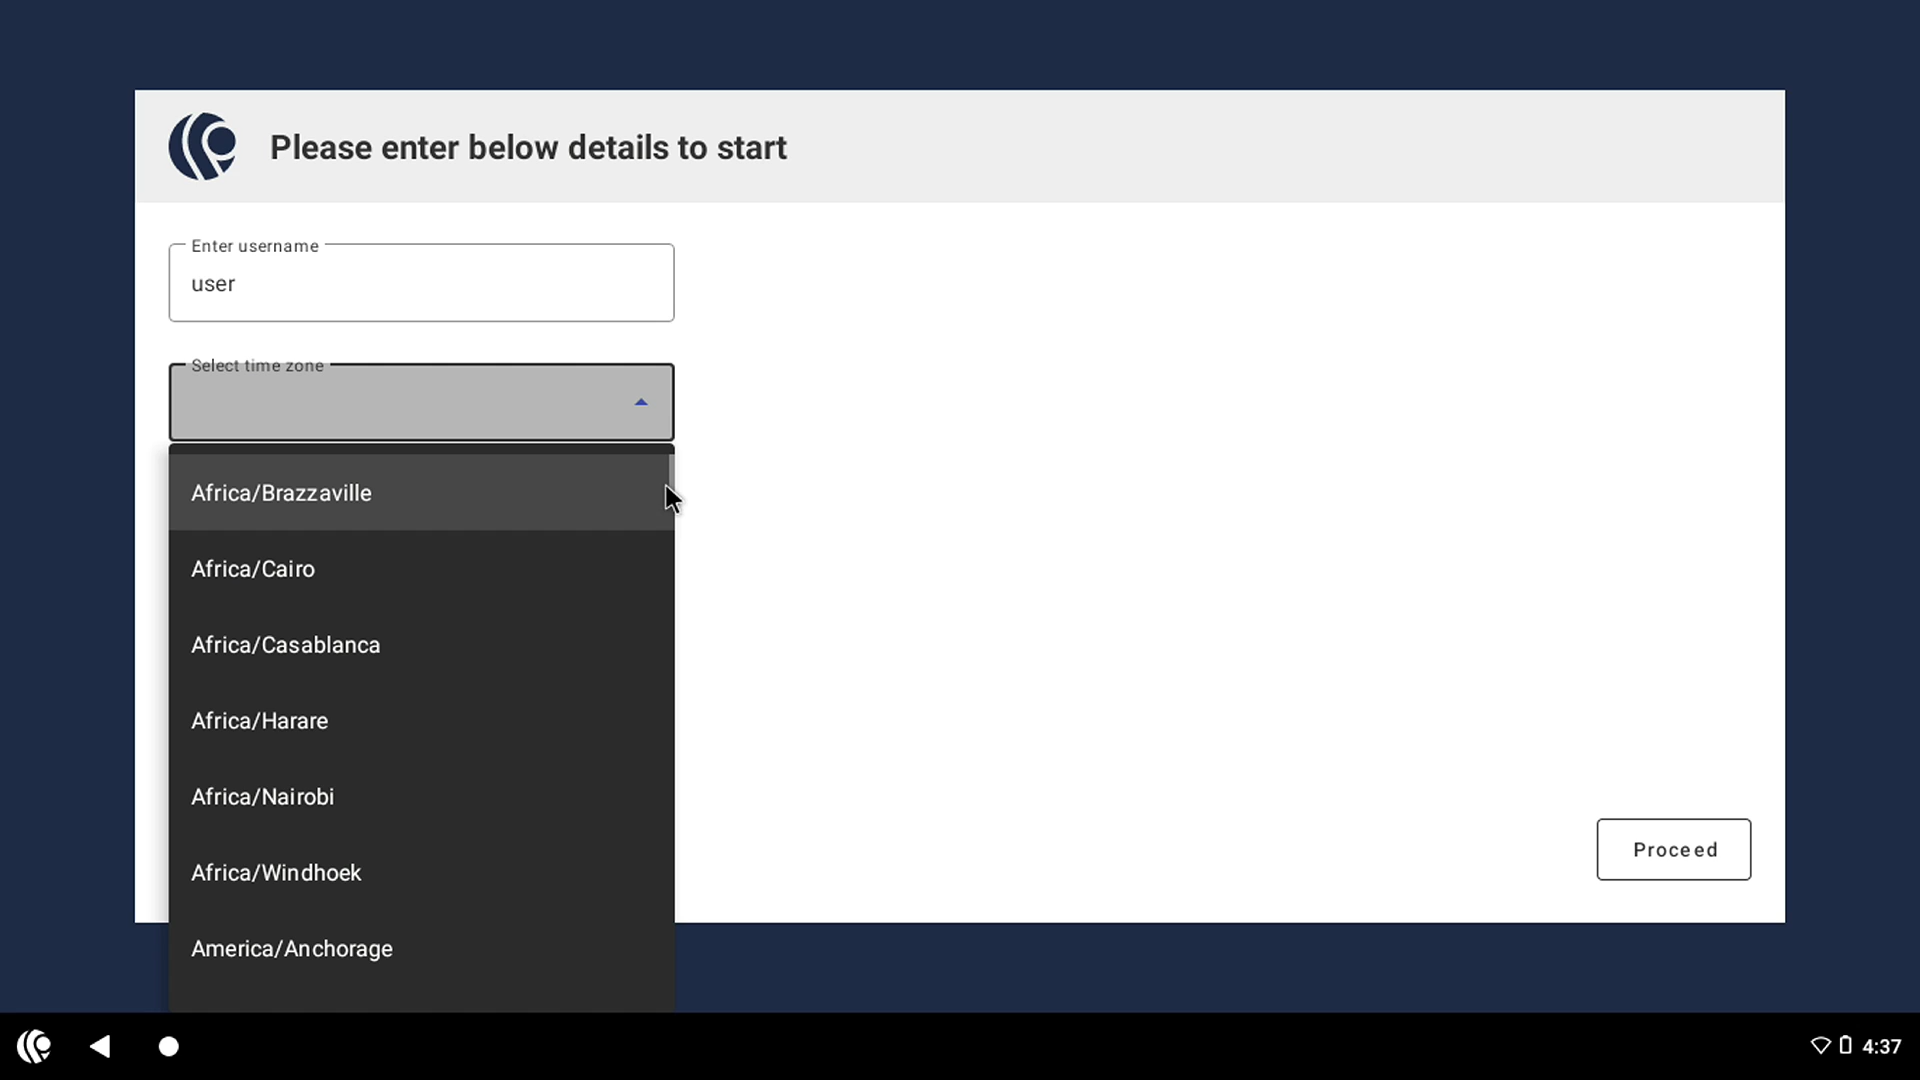 Please enter below details to start
Enter username
user
Select time zone
Africa/Brazzaville
Africa/Cairo
Africa/Casablanca
Africa/Harare
Africa/Nairobi
Africa/Windhoek
America/Anchorage
Proceed
4:37